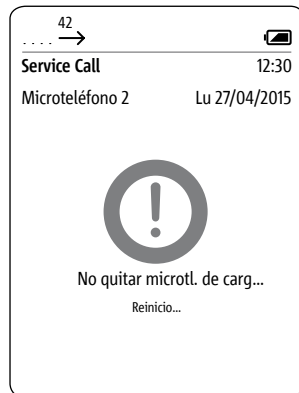 42
.... →
Service Call 12:30
Microteléfono 2 Lu 27/04/2015
!
No quitar microtl. de carg...
Reinicio...